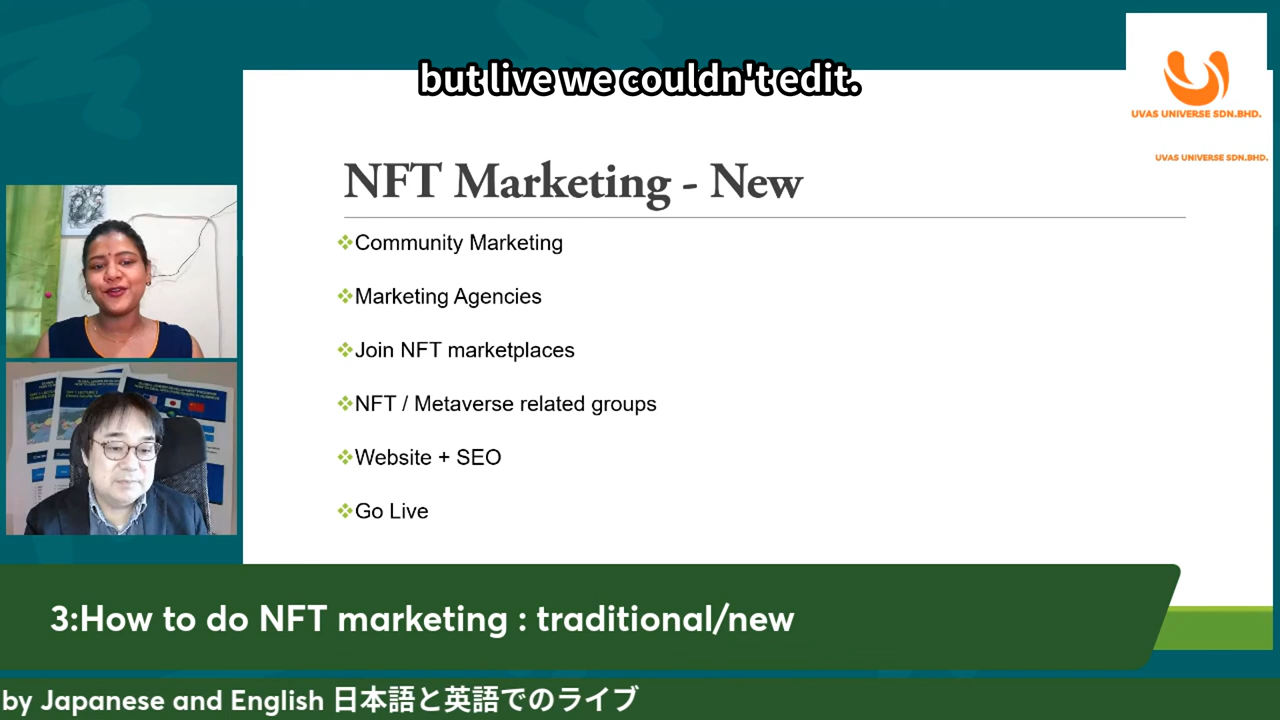 but live we couldn't edit.
UVAS UNIVERSE SDN.BHD.
UVAS UNIVERSE SDN.BHD.
NFT Marketing - New
Community Marketing
Marketing Agencies
Join NFT marketplaces
NFT / Metaverse related groups
Website + SEO
Go Live
3:How to do NFT marketing : traditional/new
by Japanese and English 日本語と英語でのライブ